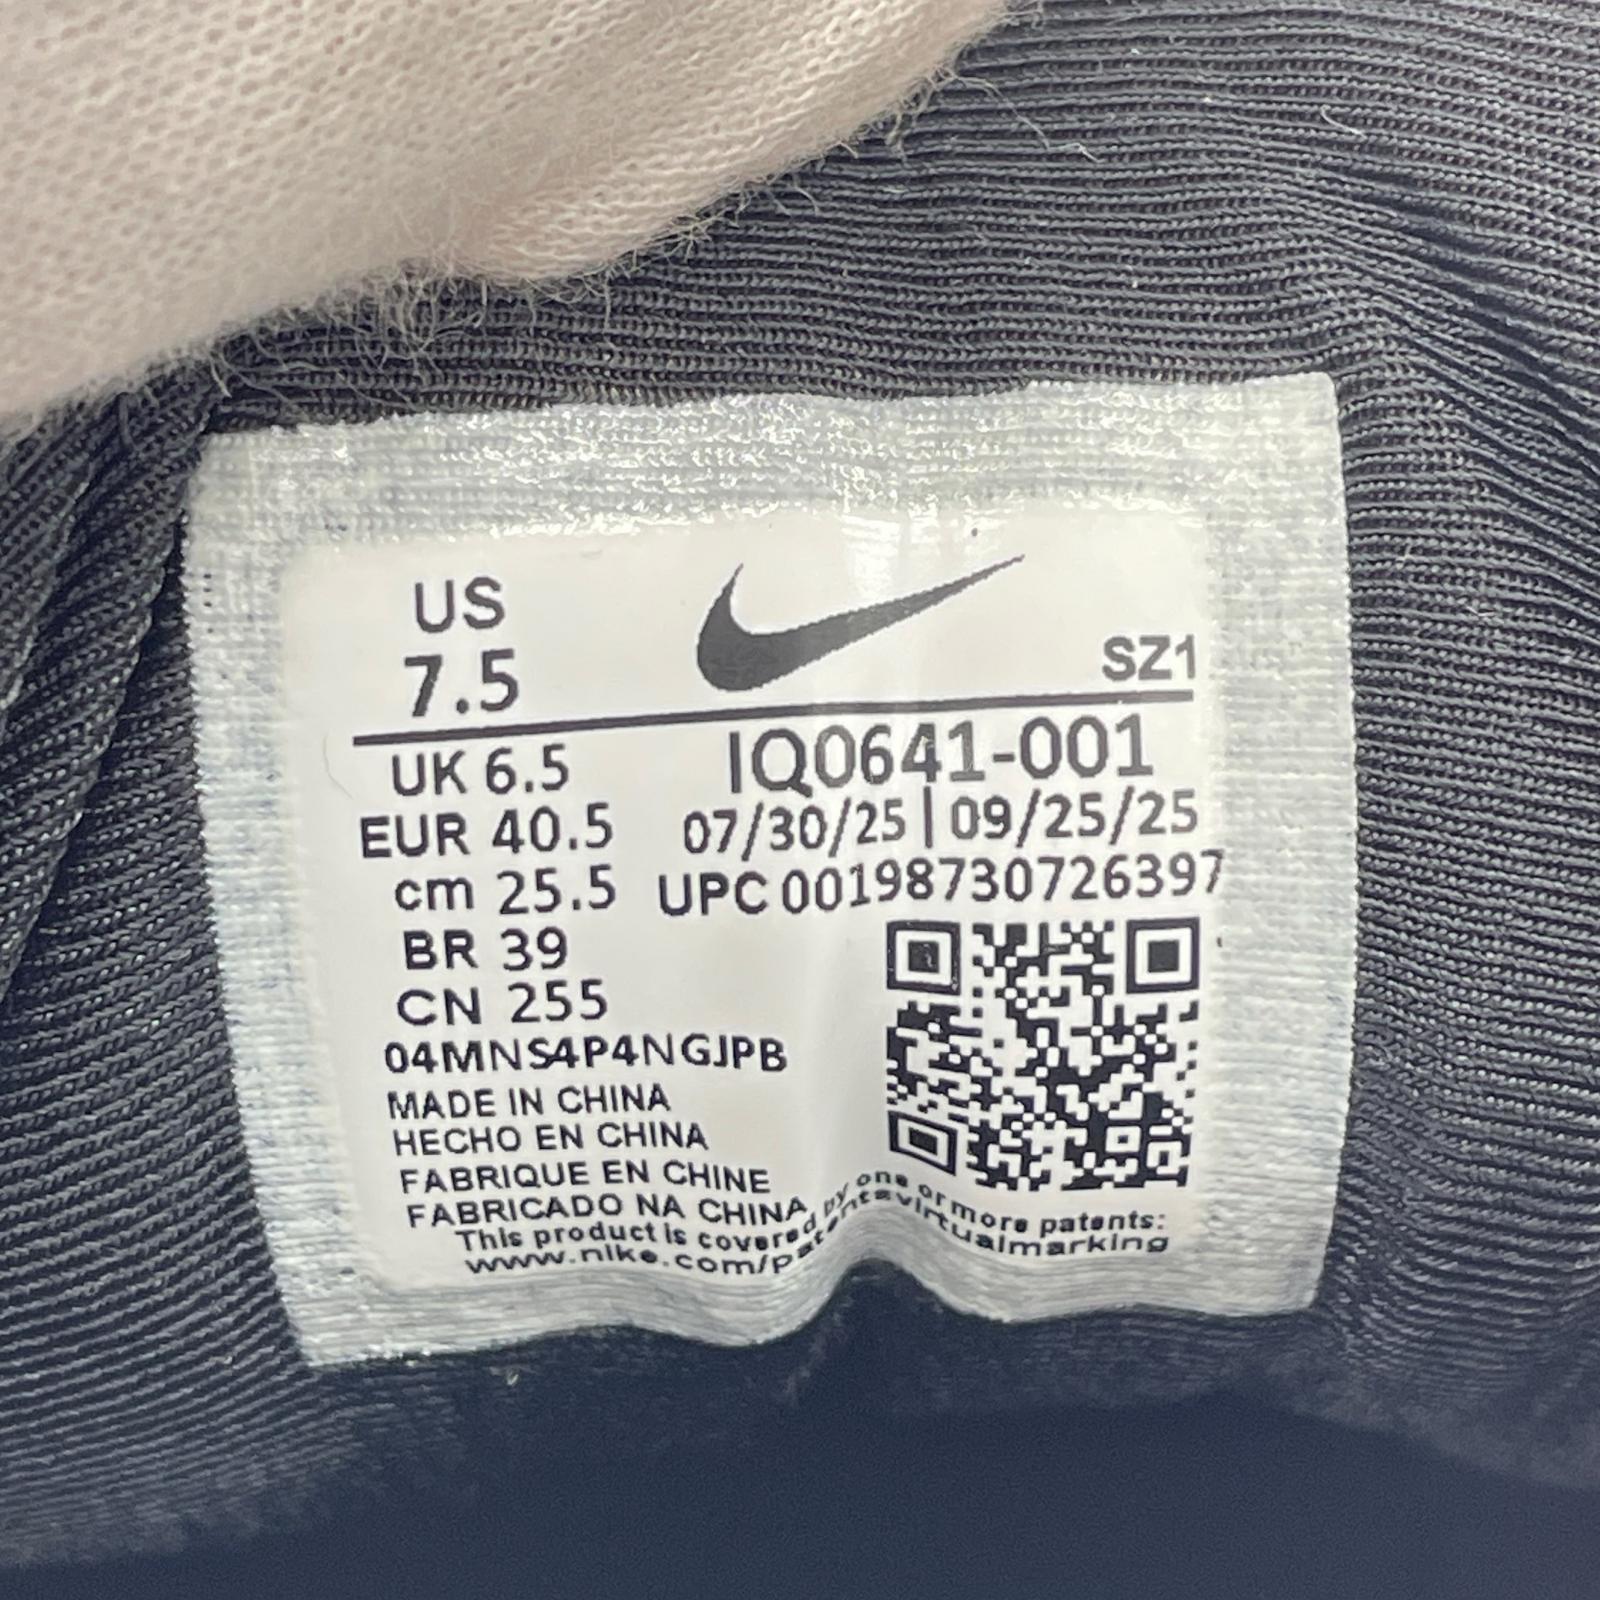 US
7.5
SZ1
UK 6.5
IQ0641-001
EUR 40.5
07/30/25 | 09/25/25
cm 25.5
UPC 00198730726397
BR 39
CN 255
04MNS4P4NGJPB
MADE IN CHINA
HECHO EN CHINA
FABRIQUE EN CHINE
FABRICADO NA CHINA
This product is covered by one or more patents:
www.nike.com/patentsvirtualmarking